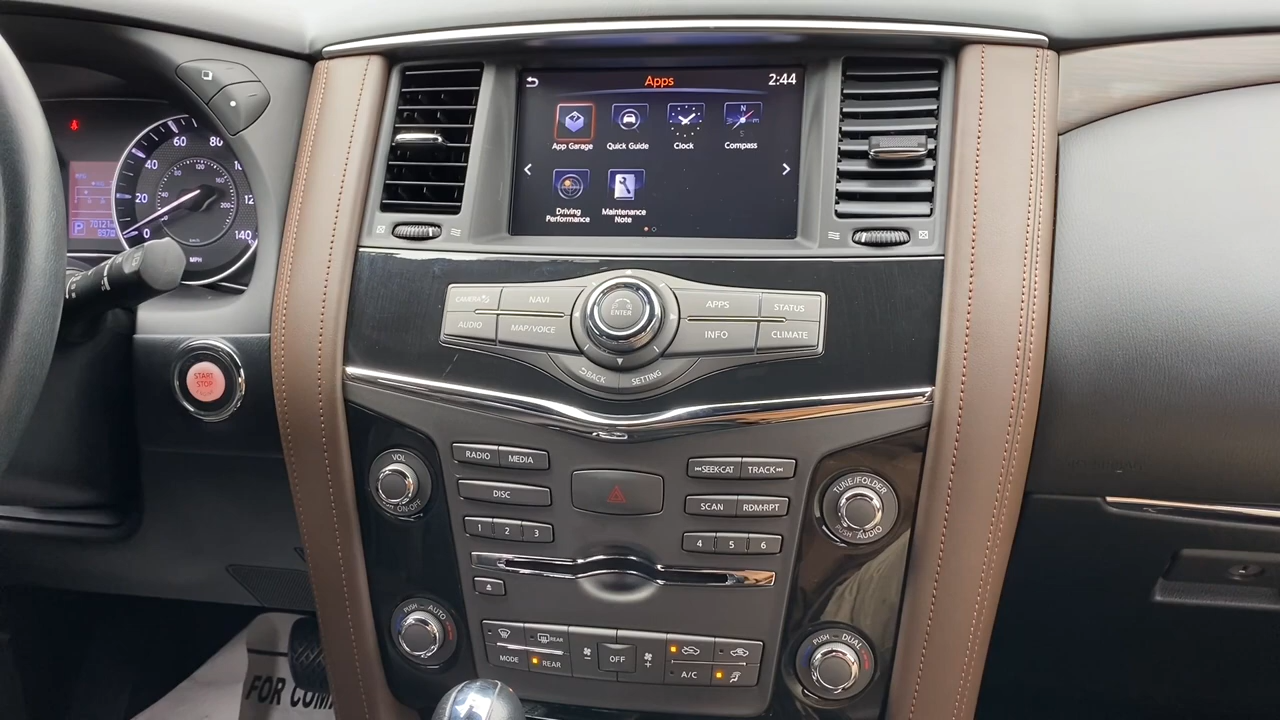 Apps
2:44
App Garage
Quick Guide
Clock
Compass
N
S
Driving
Performance
Maintenance
Note
0
20
40
60
80
140
MPH
P
START
STOP
CAMERA
NAVI
AUDIO
MAP/VOICE
ENTER
APPS
STATUS
INFO
CLIMATE
BACK
SETTING
VOL
ON·OFF
RADIO
MEDIA
DISC
1
2
3
SEEK·CAT
TRACK
SCAN
RDM·RPT
4
5
6
TUNE/FOLDER
PUSH AUDIO
PUSH AUTO
PUSH DUAL
REAR
MODE
REAR
OFF
A/C
FOR COM